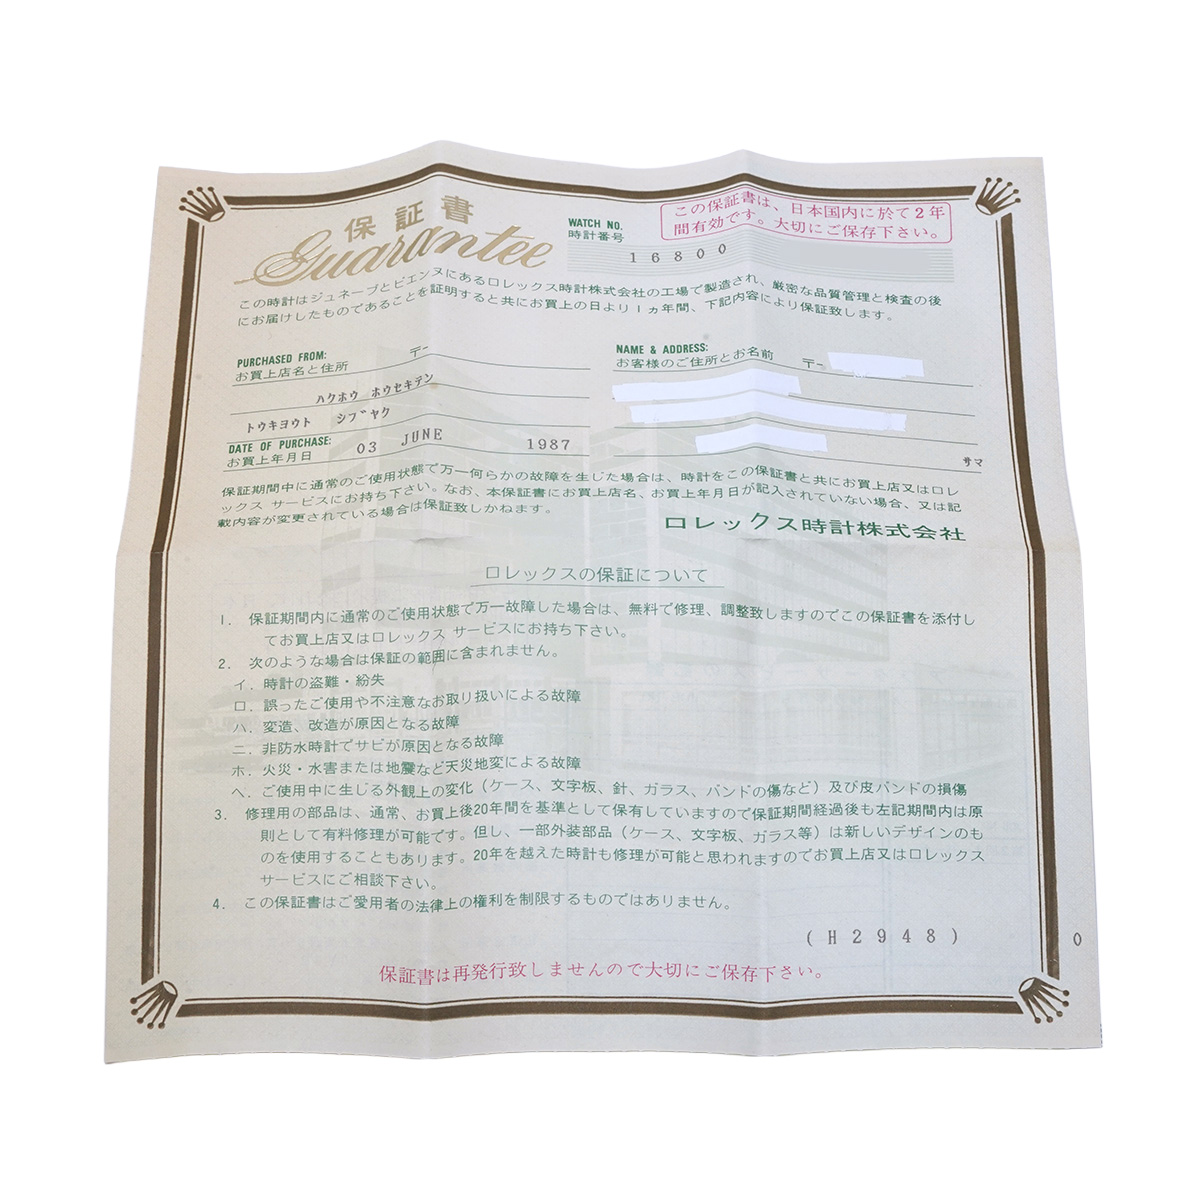 保証書
Guarantee
WATCH NO.
時計番号
16800
この保証書は、日本国内に於て2年
間有効です。大切にご保存下さい。
この時計はジュネーブとビエンヌにあるロレックス時計株式会社の工場で製造され、厳密な品質管理と検査の後
にお届けしたものであることを証明すると共にお買上の日より1ヵ年間、下記内容により保証致します。
PURCHASED FROM:
お買上店名と住所
〒-
ハクホウ ホウセキテン
トウキヨウト シブヤク
NAME & ADDRESS:
お客様のご住所とお名前
〒-
サマ
DATE OF PURCHASE:
お買上年月日
03 JUNE 1987
保証期間中に通常のご使用状態で万一何らかの故障を生じた場合は、時計をこの保証書と共にお買上店又はロレ
ックス サービスにお持ち下さい。なお、本保証書にお買上店名、お買上年月日が記入されていない場合、又は記
載内容が変更されている場合は保証致しかねます。
ロレックス時計株式会社
ロレックスの保証について
1. 保証期間内に通常のご使用状態で万一故障した場合は、無料で修理、調整致しますのでこの保証書を添付し
てお買上店又はロレックス サービスにお持ち下さい。
2. 次のような場合は保証の範囲に含まれません。
イ. 時計の盗難・紛失
ロ. 誤ったご使用や不注意なお取り扱いによる故障
ハ. 変造、改造が原因となる故障
ニ. 非防水時計でサビが原因となる故障
ホ. 火災・水害または地震など天災地変による故障
ヘ. ご使用中に生じる外観上の変化（ケース、文字板、針、ガラス、バンドの傷など）及び皮バンドの損傷
3. 修理用の部品は、通常、お買上後20年間を基準として保有していますので保証期間経過後も左記期間内は原
則として有料修理が可能です。但し、一部外装部品（ケース、文字板、ガラス等）は新しいデザインのも
のを使用することもあります。20年を越えた時計も修理が可能と思われますのでお買上店又はロレックス
サービスにご相談下さい。
4. この保証書はご愛用者の法律上の権利を制限するものではありません。
(H2948)
0
保証書は再発行致しませんので大切にご保存下さい。